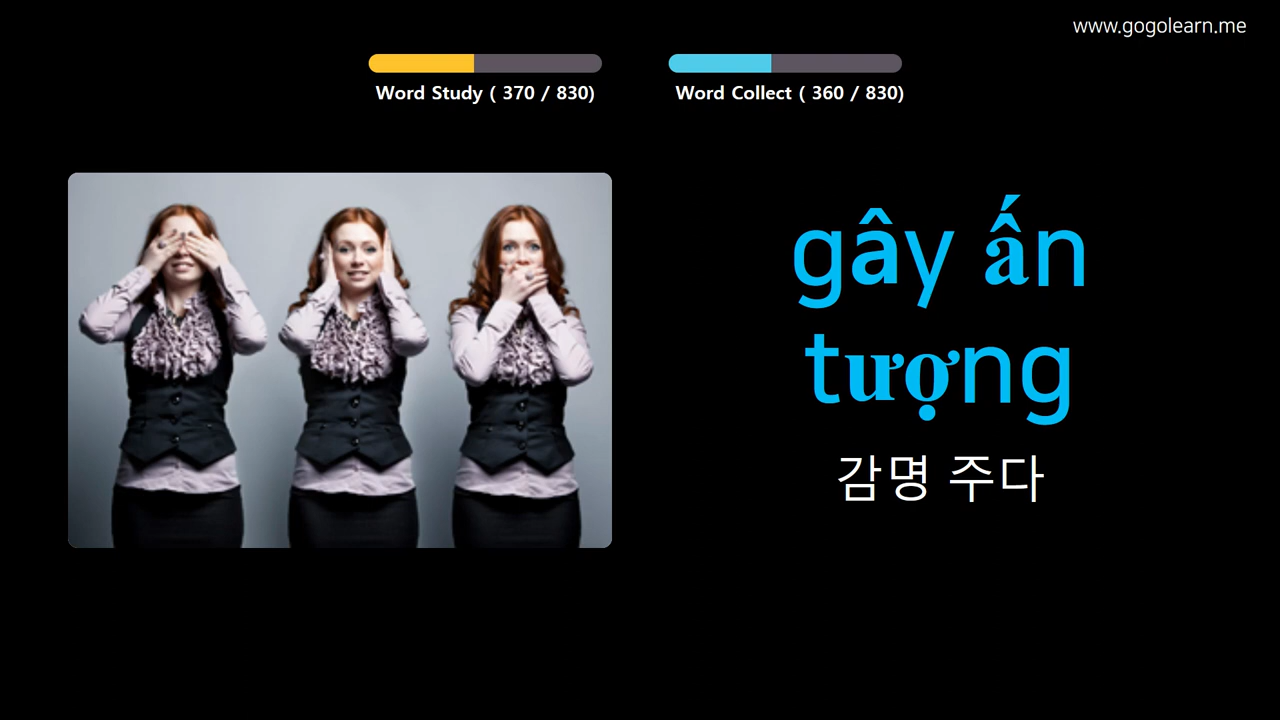 www.gogolearn.me
Word Study ( 370 / 830)
Word Collect ( 360 / 830)
gây ấn
tượng
감명 주다